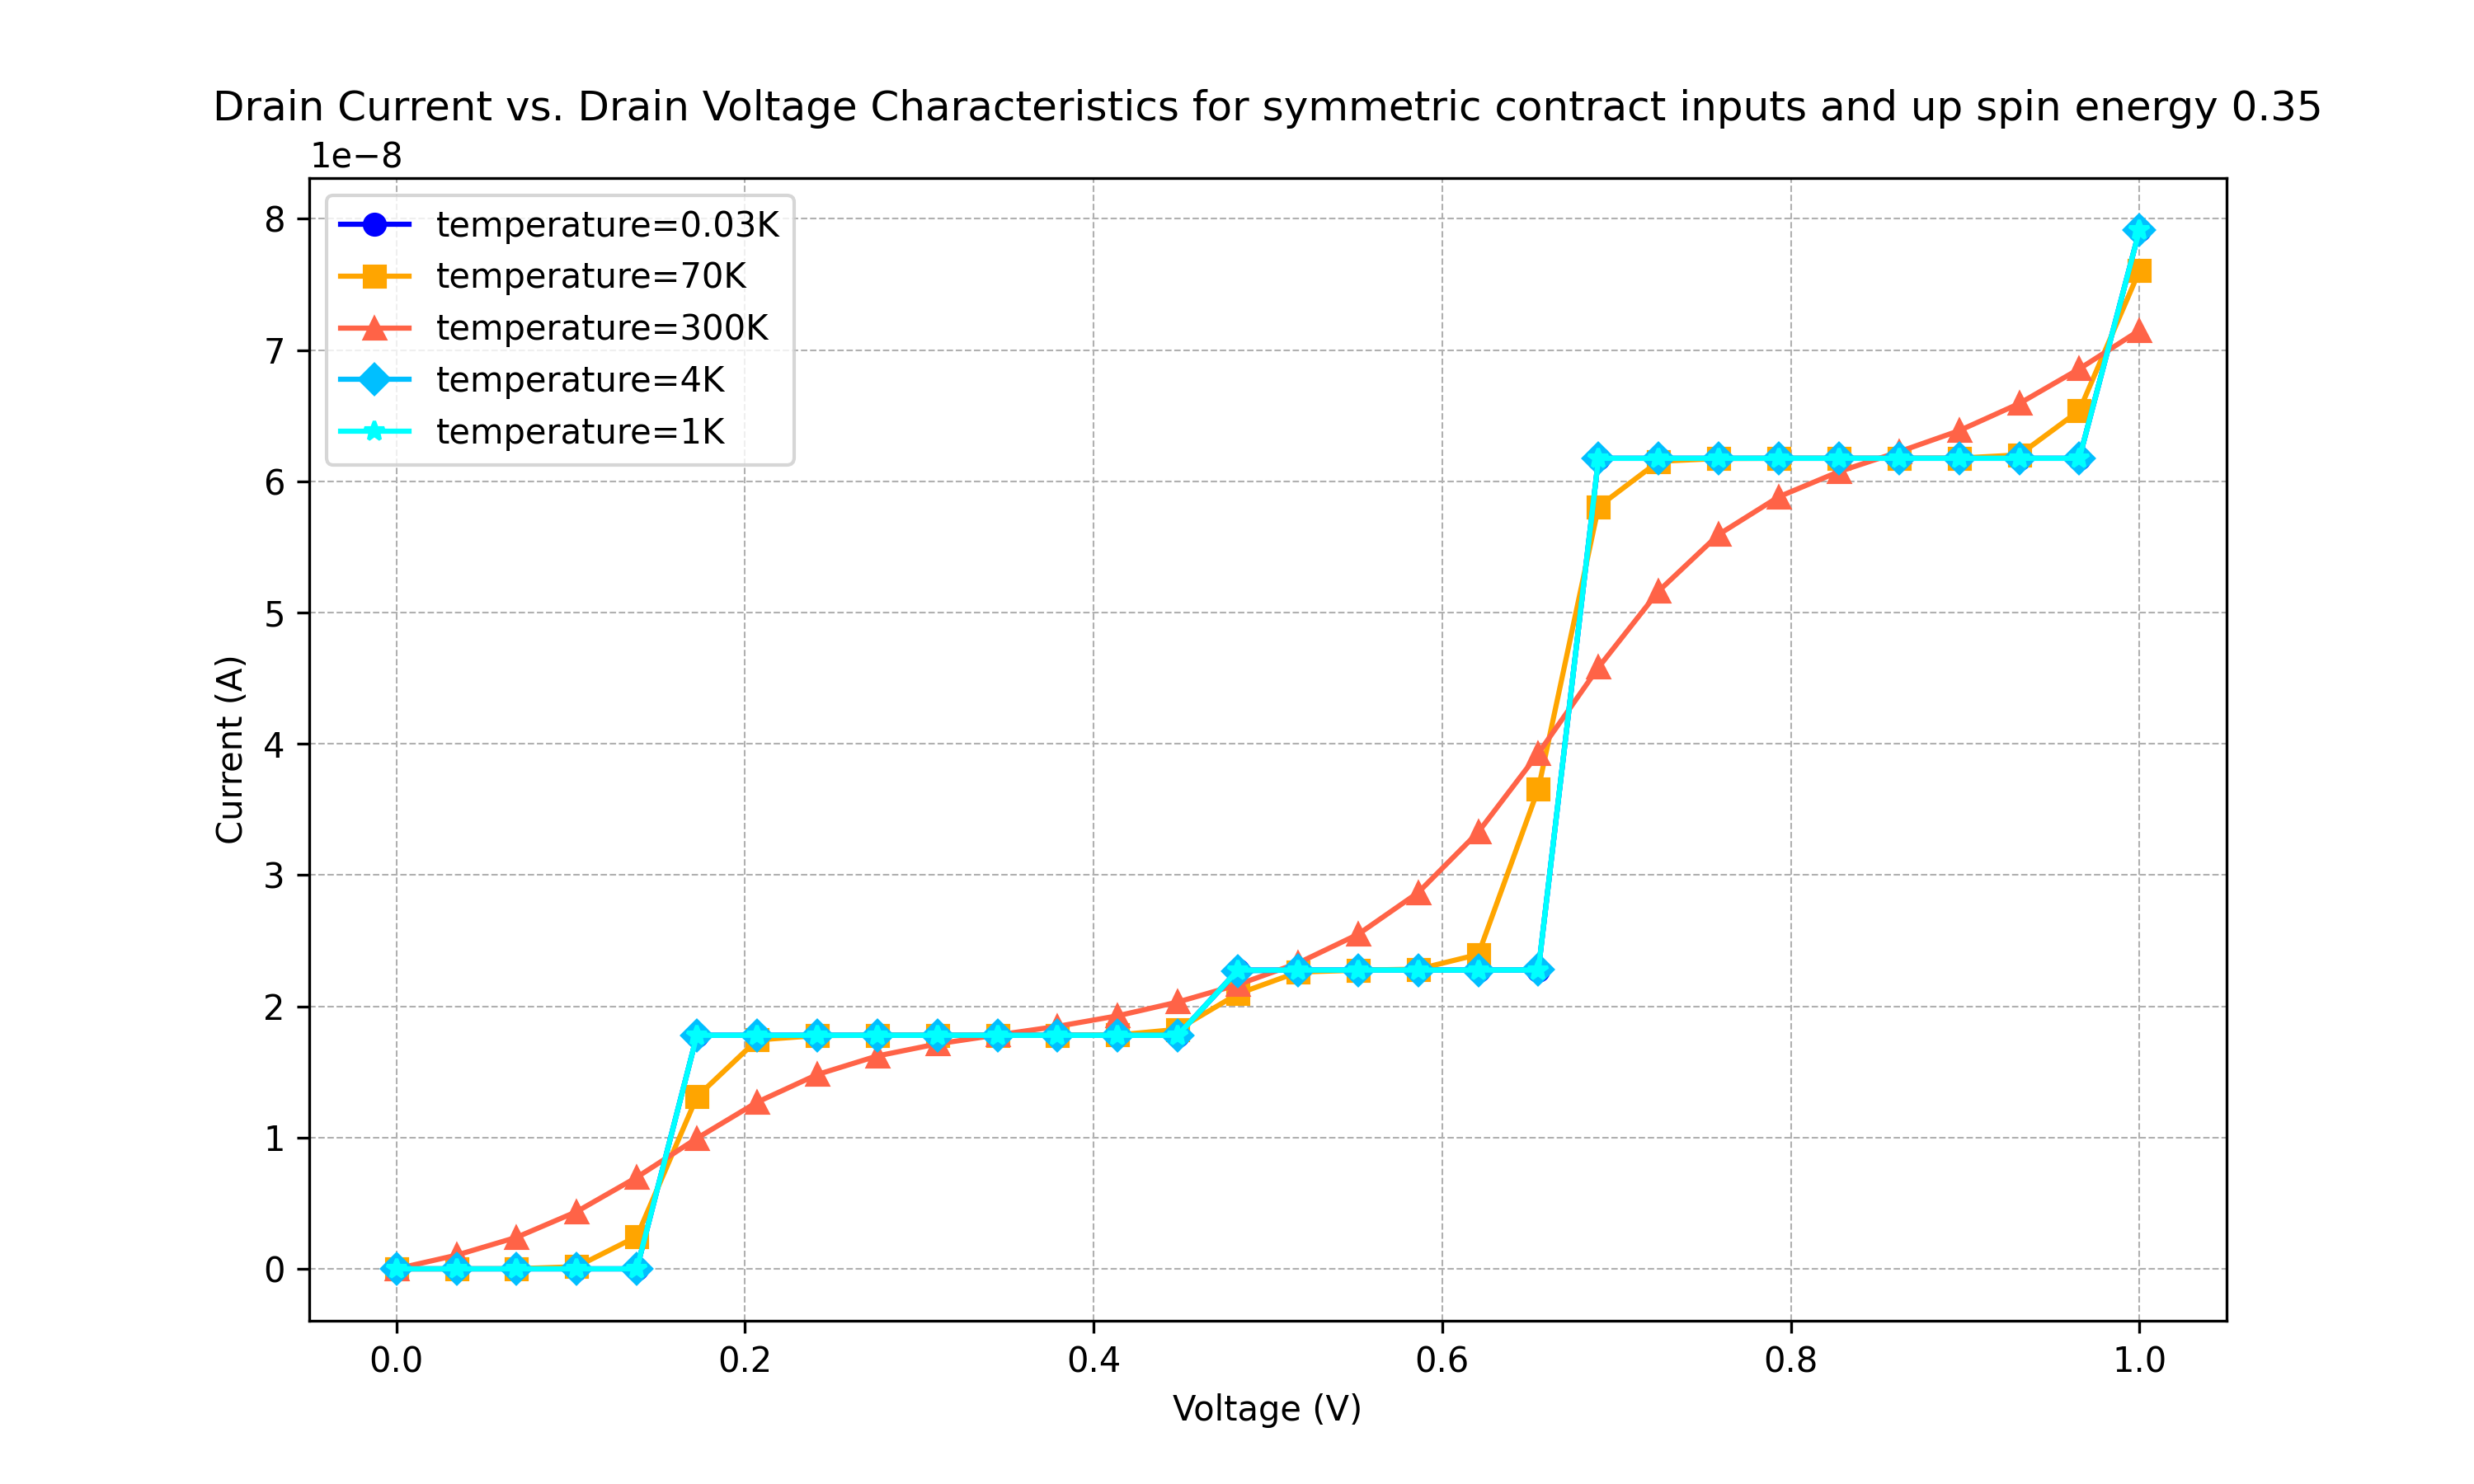 Drain Current vs. Drain Voltage Characteristics for symmetric contract inputs and up spin energy 0.35
1e−8
temperature=0.03K
temperature=70K
temperature=300K
temperature=4K
temperature=1K
8
7
6
5
4
3
2
1
0
Current (A)
0.0 0.2 0.4 0.6 0.8 1.0
Voltage (V)